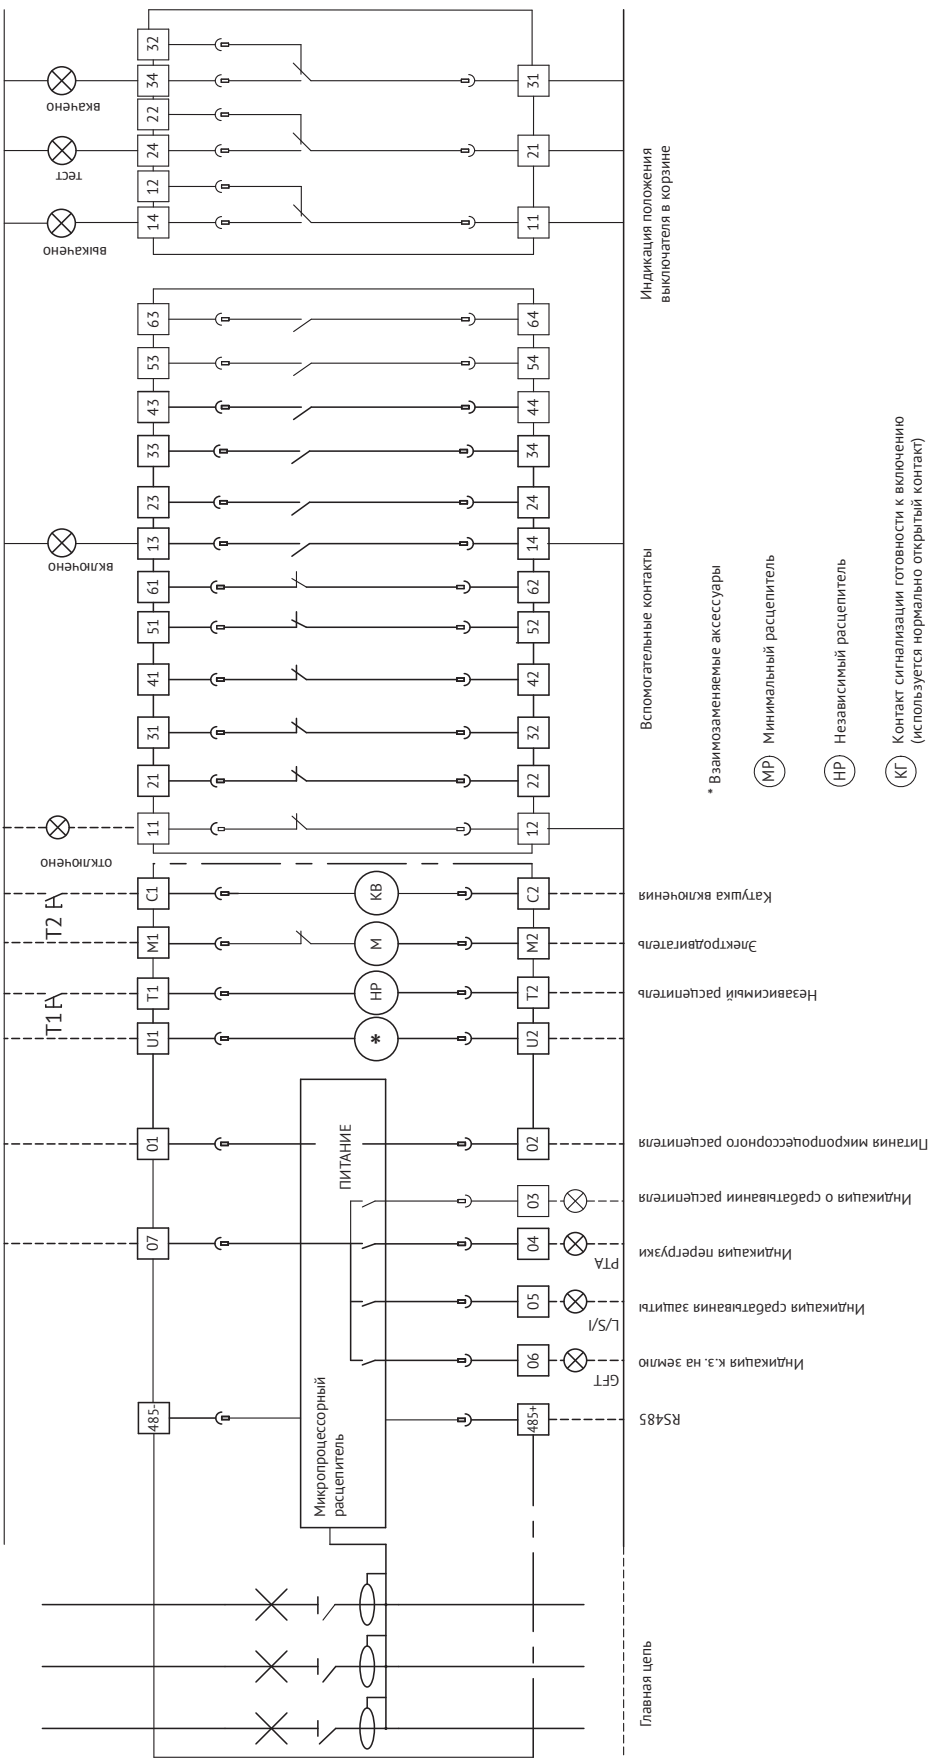 T1
T2
отключено
включено
выкачено
тест
вкачено
485-
07
01
U1
T1
M1
C1
11
21
31
41
51
61
13
23
33
43
53
63
14
12
24
22
34
32
Микропроцессорный
расцепитель
ПИТАНИЕ
*
НР
М
КВ
485+
06
05
04
03
02
U2
T2
M2
C2
12
22
32
42
52
62
14
24
34
44
54
64
11
21
31
GFT
L/S/I
PTA
Главная цепь
RS485
Индикация к.з. на землю
Индикация срабатывания защиты
Индикация перегрузки
Индикация о срабатывании расцепителя
Питания микропроцессорного расцепителя
Независимый расцепитель
Электродвигатель
Катушка включения
Вспомогательные контакты
Индикация положения
выключателя в корзине
* Взаимозаменяемые аксессуары
МР Минимальный расцепитель
НР Независимый расцепитель
КГ Контакт сигнализации готовности к включению
(используется нормально открытый контакт)